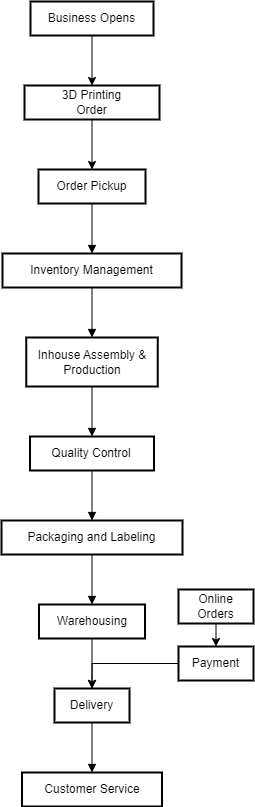 Business Opens
3D Printing
Order
Order Pickup
Inventory Management
Inhouse Assembly &
Production
Quality Control
Packaging and Labeling
Online
Orders
Warehousing
Payment
Delivery
Customer Service